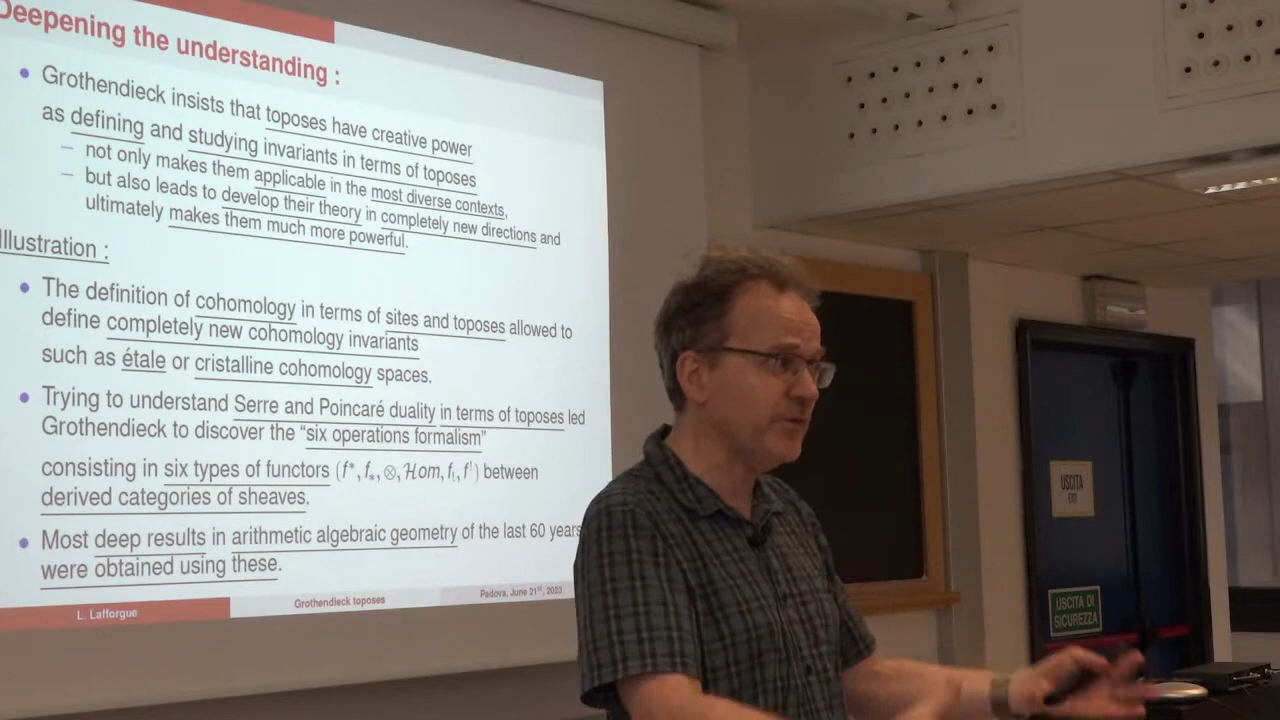 Deepening the understanding :
• Grothendieck insists that toposes have creative power
as defining and studying invariants in terms of toposes
– not only makes them applicable in the most diverse contexts,
– but also leads to develop their theory in completely new directions and
ultimately makes them much more powerful.
Illustration :
• The definition of cohomology in terms of sites and toposes allowed to
define completely new cohomology invariants
such as étale or cristalline cohomology spaces.
• Trying to understand Serre and Poincaré duality in terms of toposes led
Grothendieck to discover the “six operations formalism”
consisting in six types of functors (f*, f∗, ⊗, Hom, f!, f!) between
derived categories of sheaves.
• Most deep results in arithmetic algebraic geometry of the last 60 years
were obtained using these.
L. Lafforgue
Grothendieck toposes
Padova, June 21st, 2023
USCITA
EXIT
USCITA DI
SICUREZZA